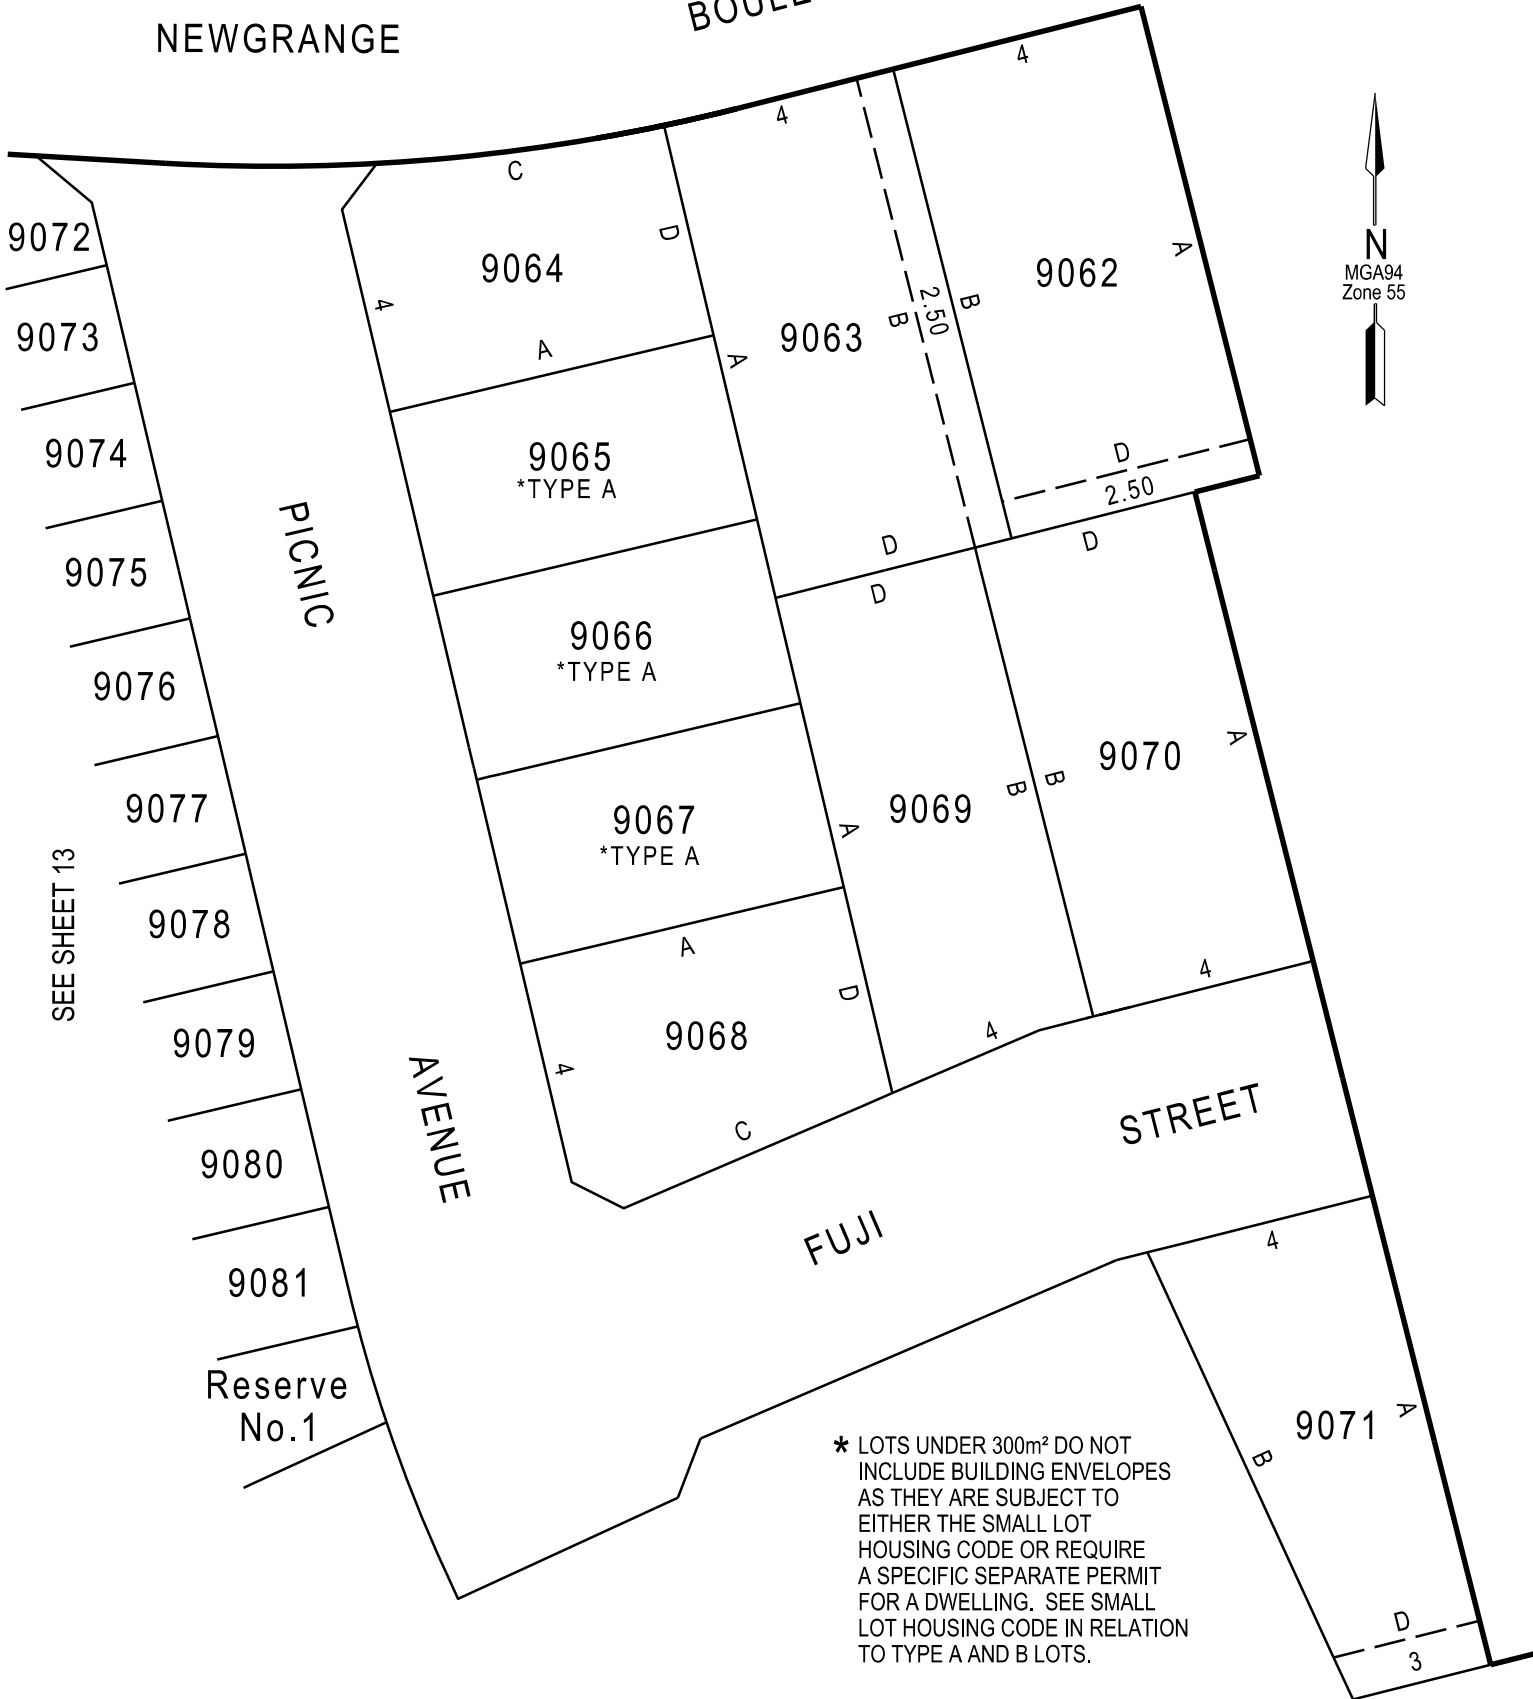 NEWGRANGE
4
4
C
D
9072
9064
9062
A
N
MGA94
Zone 55
4
9073
9063
B
2.50
B
A
A
9074
9065
*TYPE A
D
2.50
PICNIC
D
D
D
9075
9066
*TYPE A
9076
9070
A
B
B
9077
9067
*TYPE A
9069
A
SEE SHEET 13
9078
A
D
4
9079
9068
4
4
AVENUE
C
STREET
9080
FUJI
4
9081
Reserve
No.1
9071
A
B
* LOTS UNDER 300m² DO NOT
INCLUDE BUILDING ENVELOPES
AS THEY ARE SUBJECT TO
EITHER THE SMALL LOT
HOUSING CODE OR REQUIRE
A SPECIFIC SEPARATE PERMIT
FOR A DWELLING. SEE SMALL
LOT HOUSING CODE IN RELATION
TO TYPE A AND B LOTS.
D
3